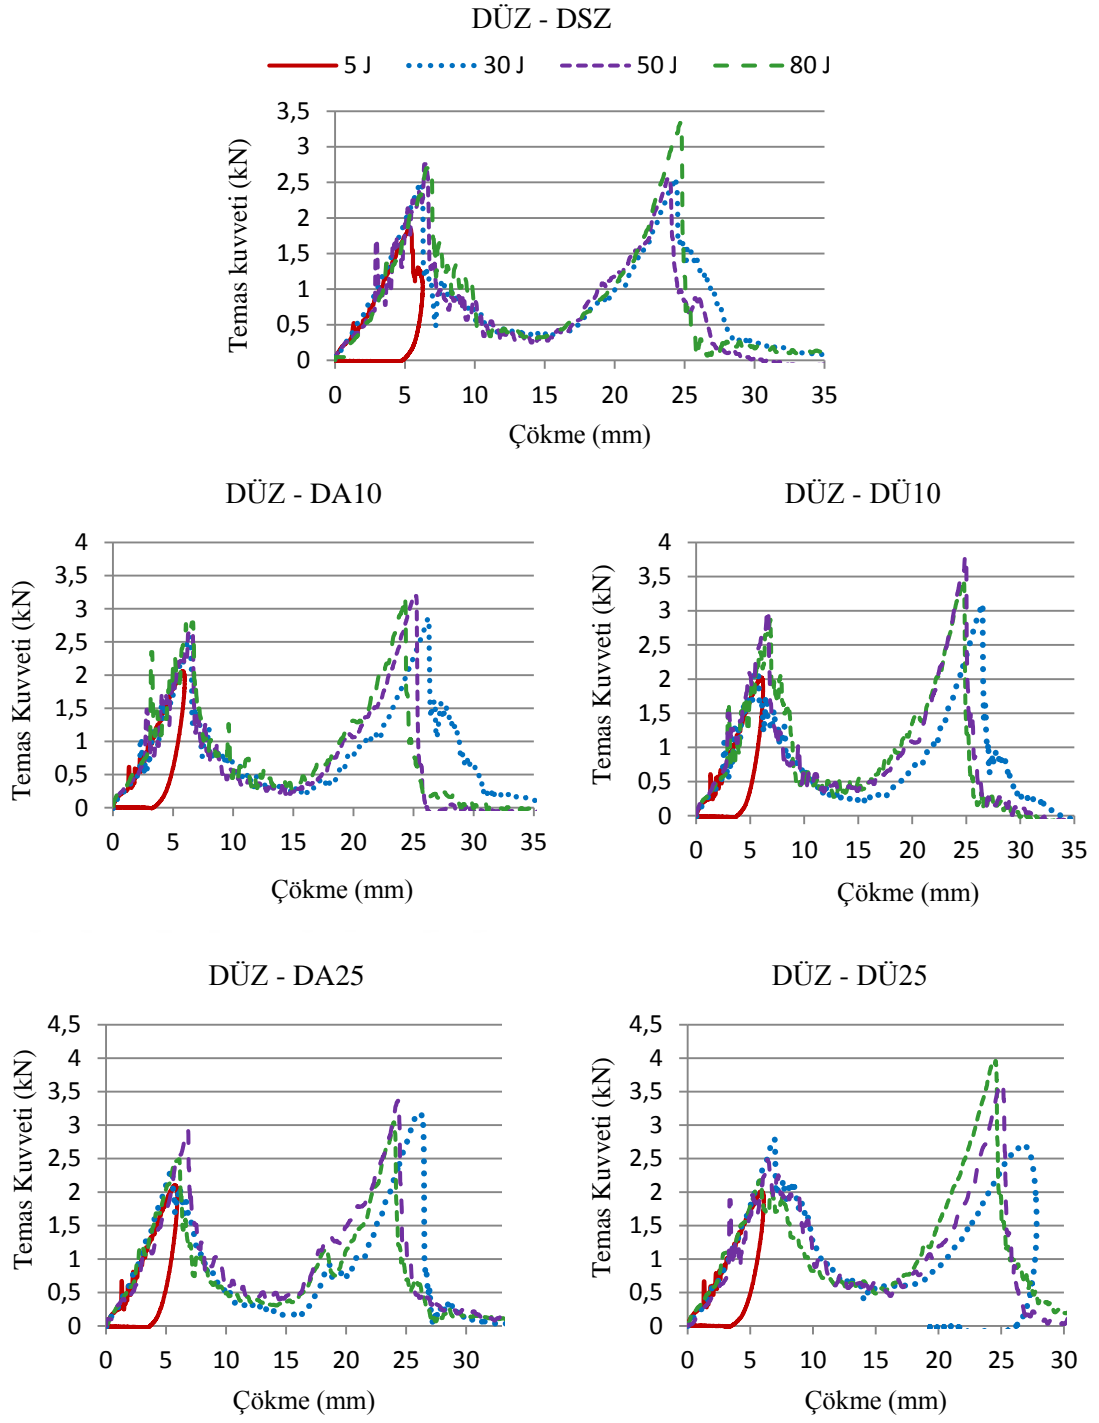 DÜZ - DSZ
5 J 30 J 50 J 80 J
3,5
3
2,5
2
1,5
1
0,5
0
Temas kuvveti (kN)
0 5 10 15 20 25 30 35
Çökme (mm)
DÜZ - DA10
4
3,5
3
2,5
2
1,5
1
0,5
0
Temas Kuvveti (kN)
0 5 10 15 20 25 30 35
Çökme (mm)
DÜZ - DÜ10
4
3,5
3
2,5
2
1,5
1
0,5
0
Temas Kuvveti (kN)
0 5 10 15 20 25 30 35
Çökme (mm)
DÜZ - DA25
4,5
4
3,5
3
2,5
2
1,5
1
0,5
0
Temas Kuvveti (kN)
0 5 10 15 20 25 30
Çökme (mm)
DÜZ - DÜ25
4,5
4
3,5
3
2,5
2
1,5
1
0,5
0
Temas Kuvveti (kN)
0 5 10 15 20 25 30
Çökme (mm)